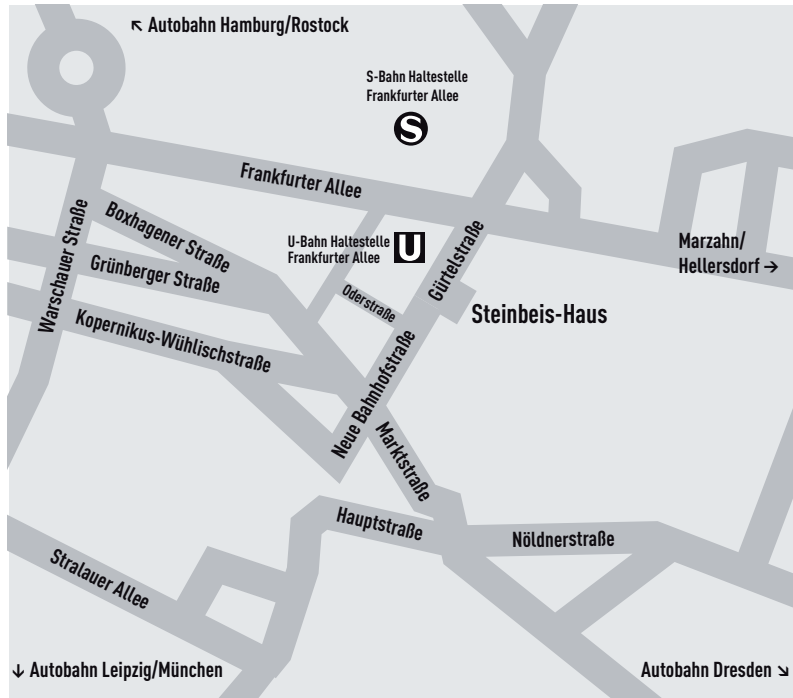 ↖ Autobahn Hamburg/Rostock
S-Bahn Haltestelle
Frankfurter Allee
S
Frankfurter Allee
Boxhagener Straße
Warschauer Straße
Grünberger Straße
U-Bahn Haltestelle
Frankfurter Allee
U
Gürtelstraße
Marzahn/
Hellersdorf →
Oderstraße
Steinbeis-Haus
Kopernikus-Wühlischstraße
Neue Bahnhofstraße
Marktstraße
Hauptstraße
Nöldnerstraße
Stralauer Allee
↓ Autobahn Leipzig/München
Autobahn Dresden ↘